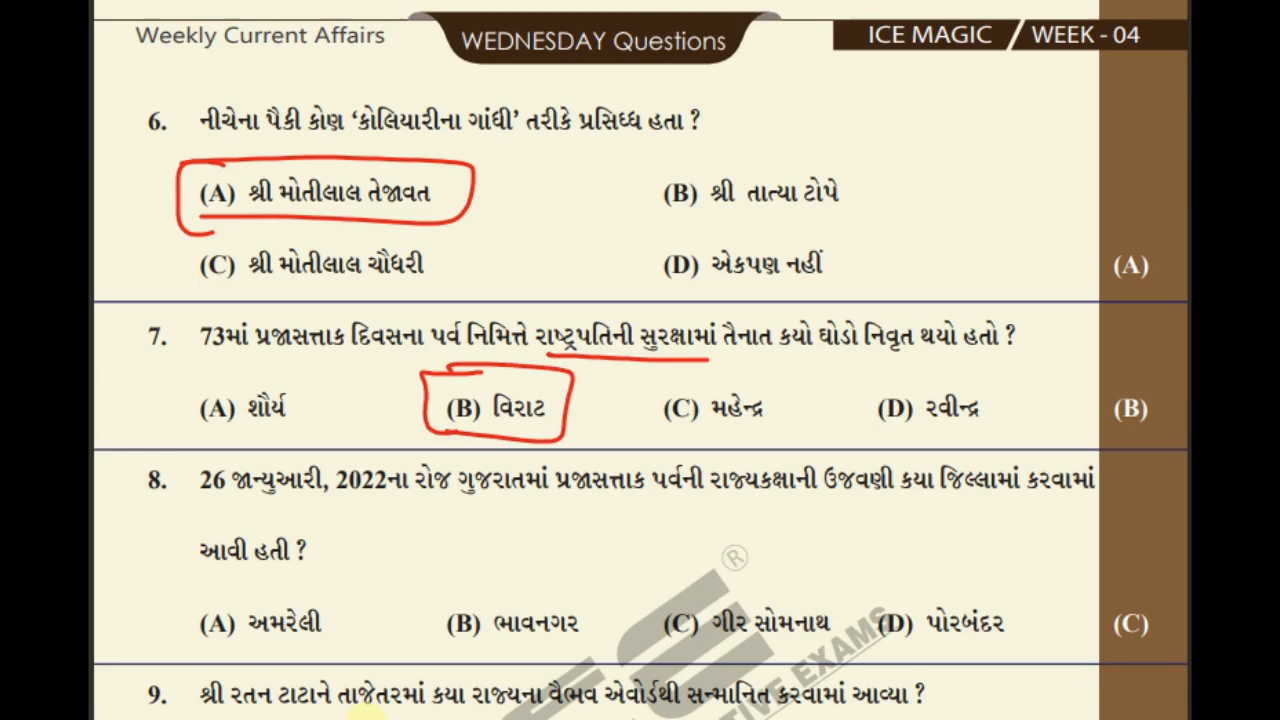 Weekly Current Affairs
WEDNESDAY Questions
ICE MAGIC / WEEK - 04
6. નીચેના પૈકી કોણ ‘કોલિયારીના ગાંધી’ તરીકે પ્રસિધ્ધ હતા ?
(A) શ્રી મોતીલાલ તેજાવત (B) શ્રી તાત્યા ટોપે
(C) શ્રી મોતીલાલ ચૌધરી (D) એકપણ નહીં (A)
7. 73માં પ્રજાસત્તાક દિવસના પર્વ નિમિત્તે રાષ્ટ્રપતિની સુરક્ષામાં તૈનાત કયો ઘોડો નિવૃત થયો હતો ?
(A) શૌર્ય (B) વિરાટ (C) મહેન્દ્ર (D) રવીન્દ્ર (B)
8. 26 જાન્યુઆરી, 2022ના રોજ ગુજરાતમાં પ્રજાસત્તાક પર્વની રાજ્યકક્ષાની ઉજવણી કયા જિલ્લામાં કરવામાં
આવી હતી ?
(A) અમરેલી (B) ભાવનગર (C) ગીર સોમનાથ (D) પોરબંદર (C)
9. શ્રી રતન ટાટાને તાજેતરમાં કયા રાજ્યના વૈભવ એવોર્ડથી સન્માનિત કરવામાં આવ્યા ?
®
EXAMS